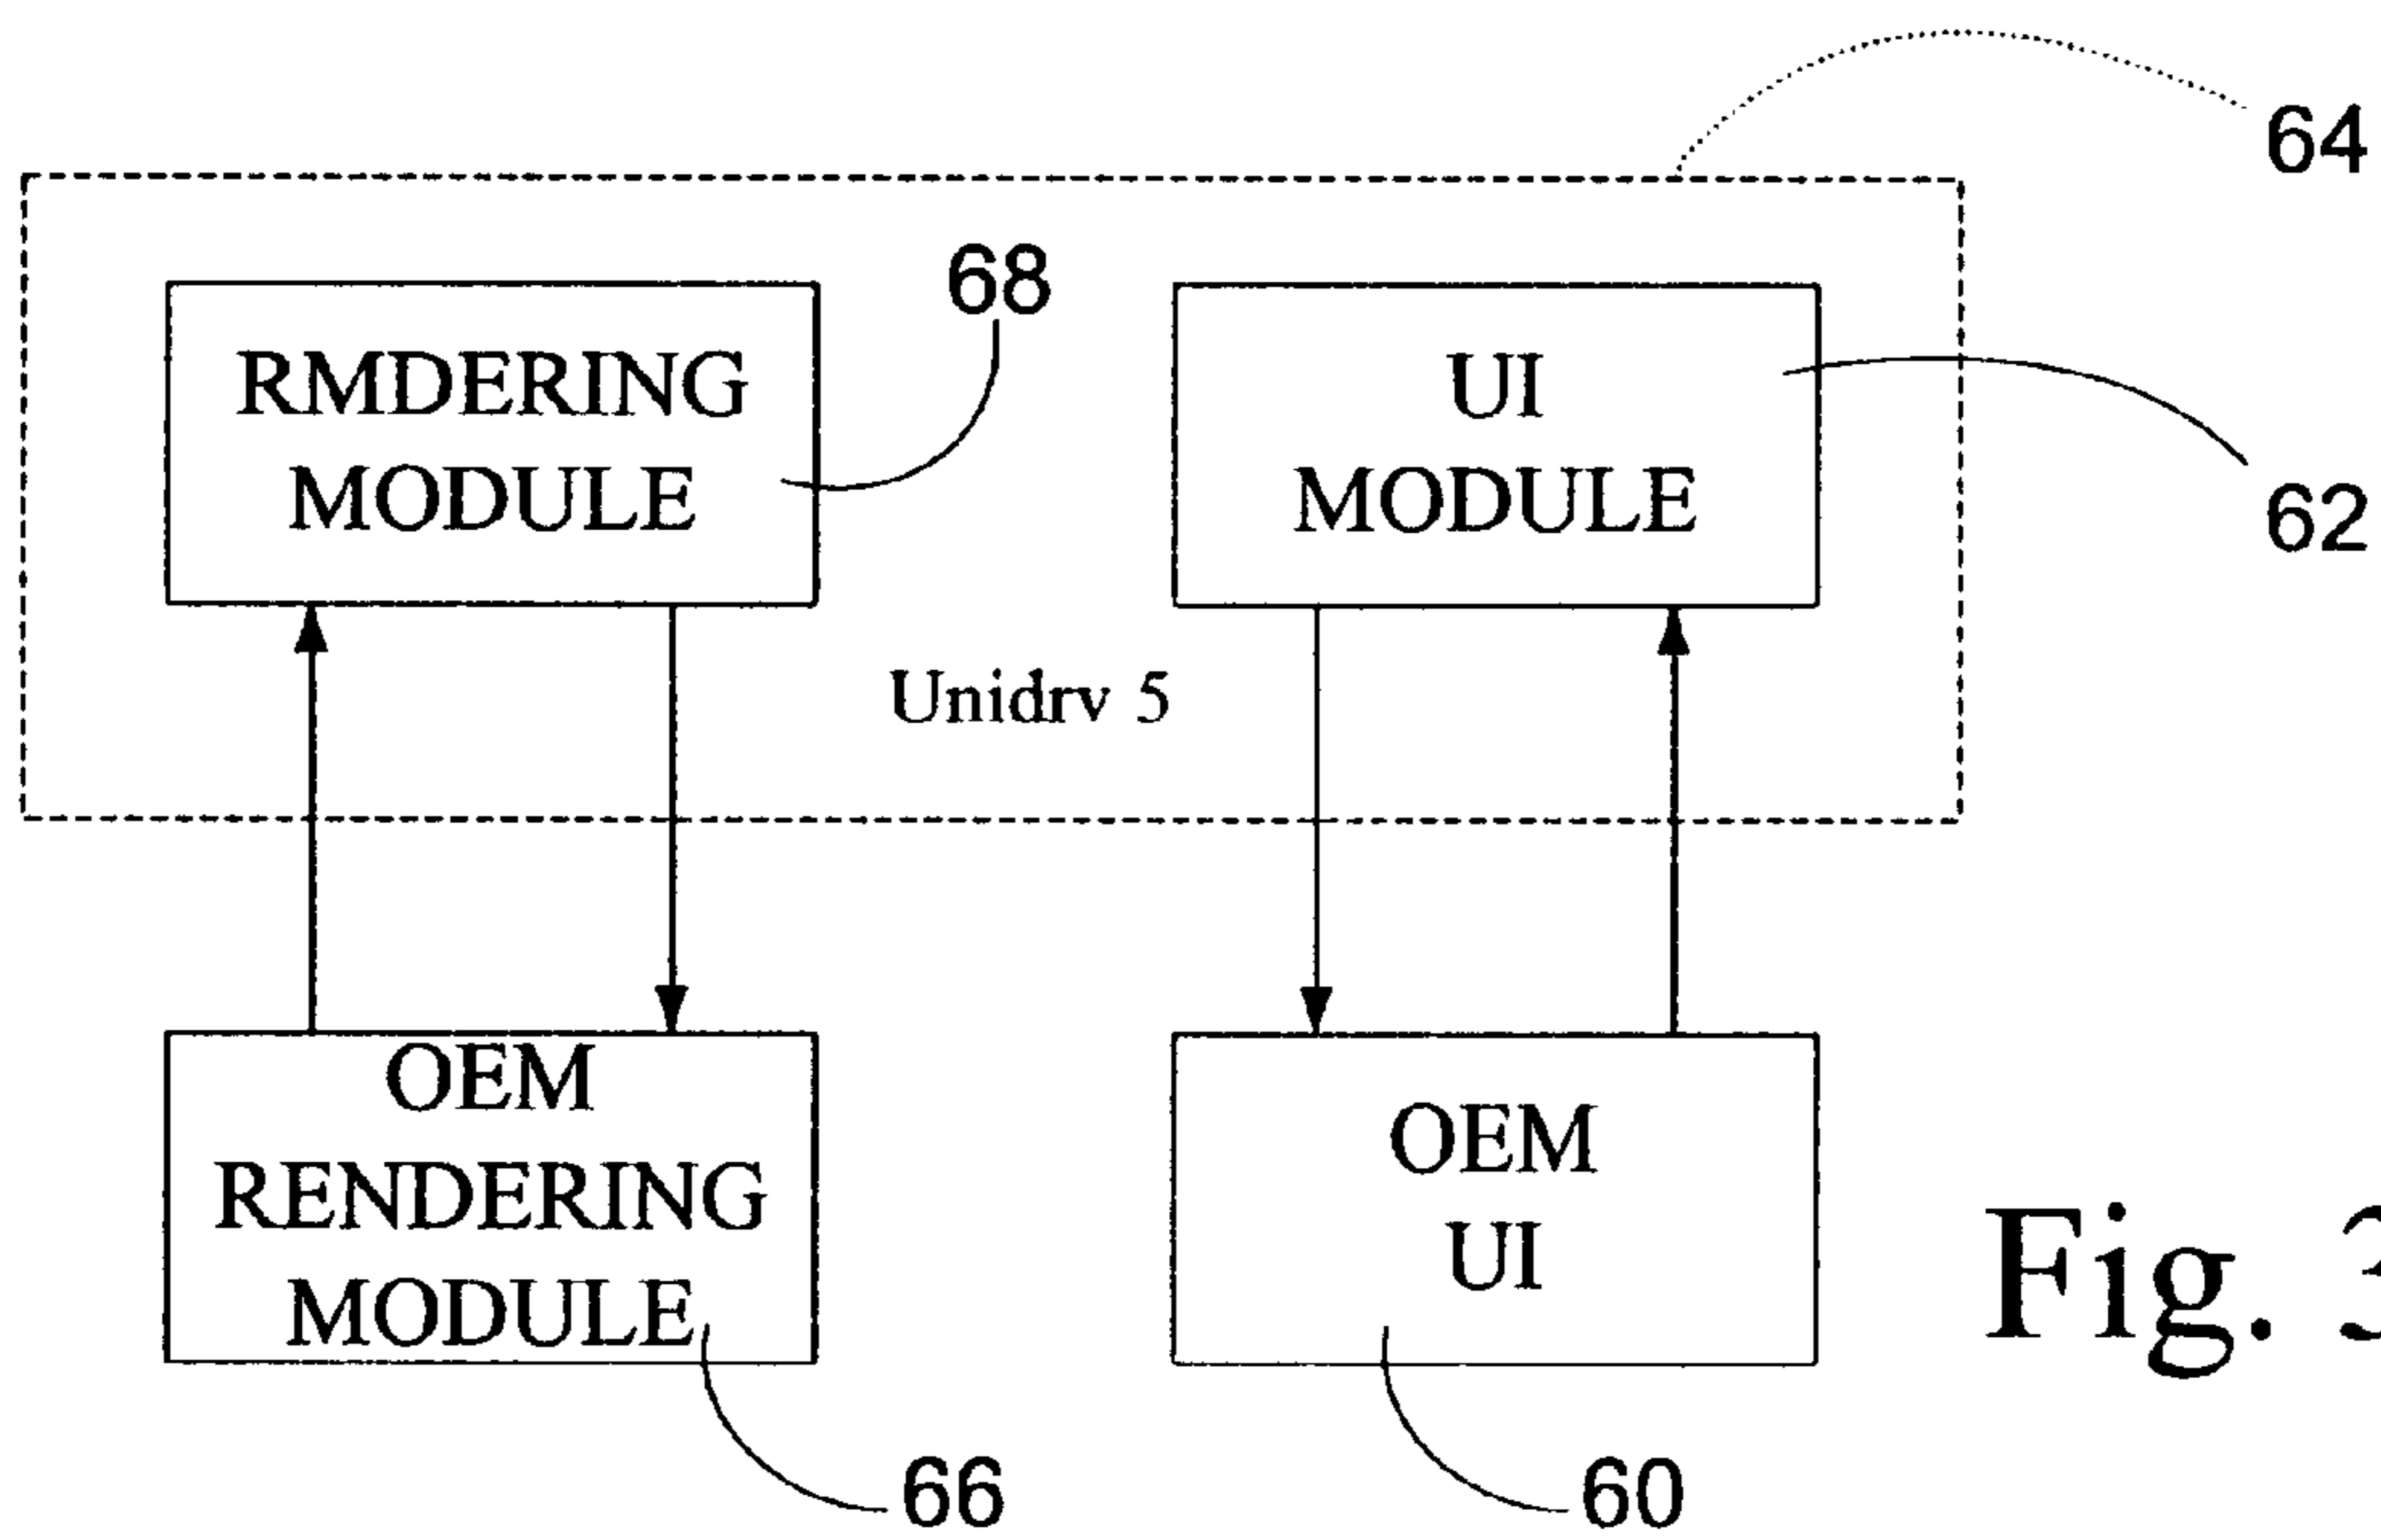 64
68
RMDERING
MODULE
UI
MODULE
62
Unidrv 5
OEM
RENDERING
MODULE
OEM
UI
Fig. 3
66
60